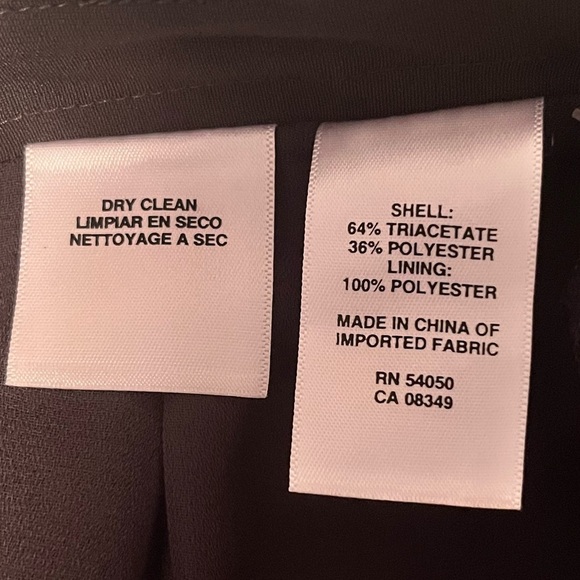 DRY CLEAN
LIMPIAR EN SECO
NETTOYAGE A SEC
SHELL:
64% TRIACETATE
36% POLYESTER
LINING:
100% POLYESTER
MADE IN CHINA OF
IMPORTED FABRIC
RN 54050
CA 08349